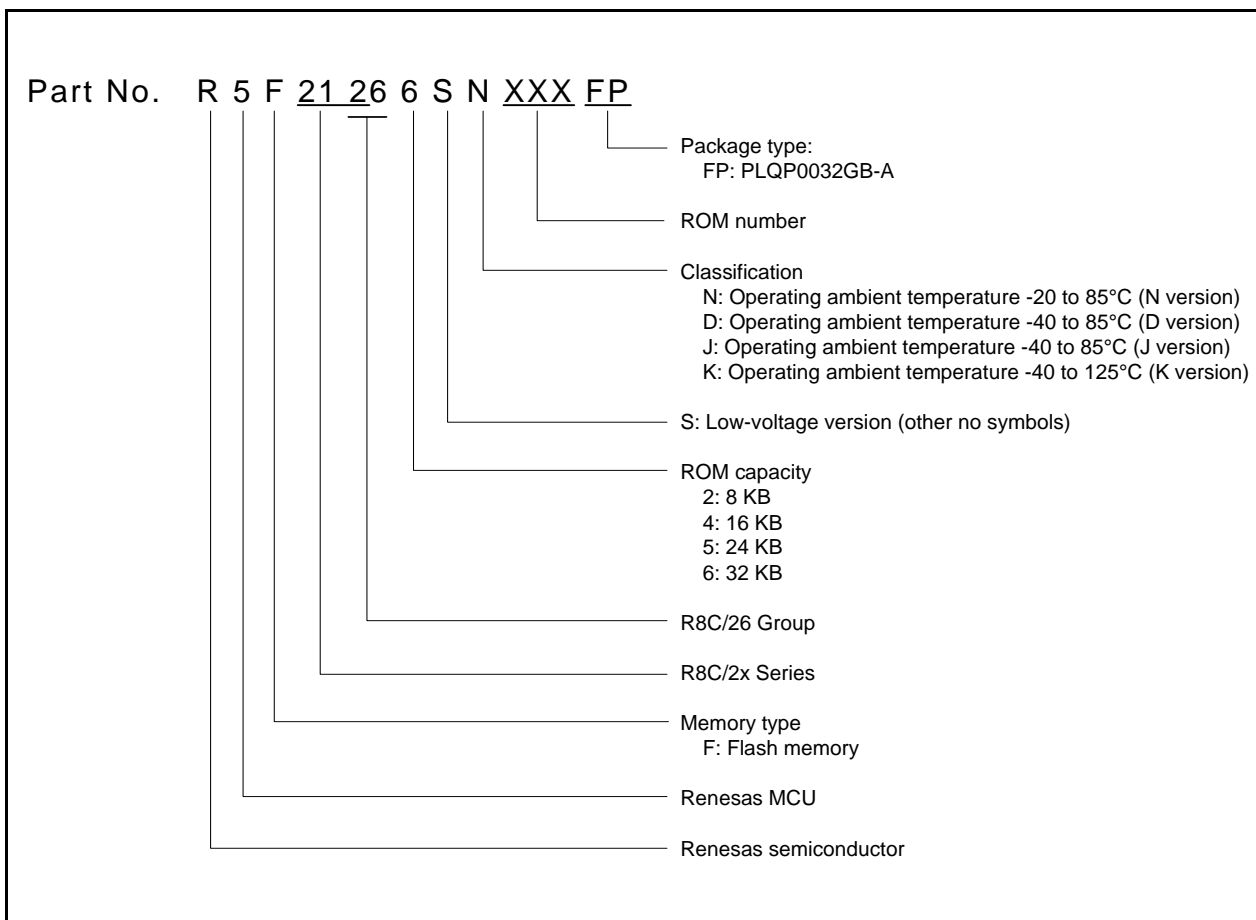 Part No. R 5 F 21 26 6 S N XXX FP
Package type:
FP: PLQP0032GB-A
ROM number
Classification
N: Operating ambient temperature -20 to 85°C (N version)
D: Operating ambient temperature -40 to 85°C (D version)
J: Operating ambient temperature -40 to 85°C (J version)
K: Operating ambient temperature -40 to 125°C (K version)
S: Low-voltage version (other no symbols)
ROM capacity
2: 8 KB
4: 16 KB
5: 24 KB
6: 32 KB
R8C/26 Group
R8C/2x Series
Memory type
F: Flash memory
Renesas MCU
Renesas semiconductor